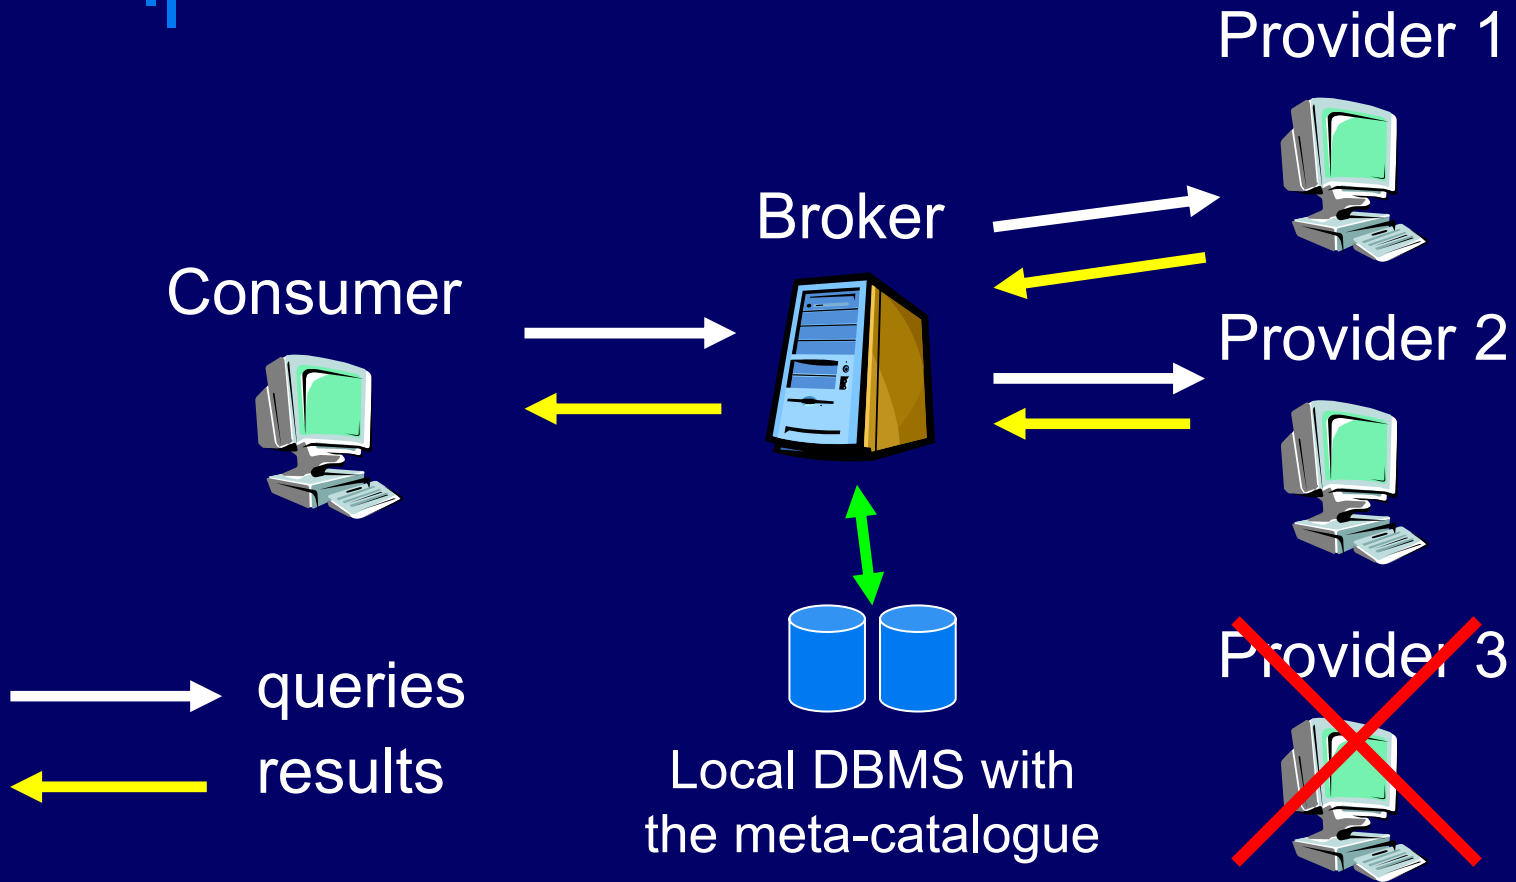 Provider 1
Broker
Consumer
Provider 2
Provider 3
queries
results
Local DBMS with
the meta-catalogue